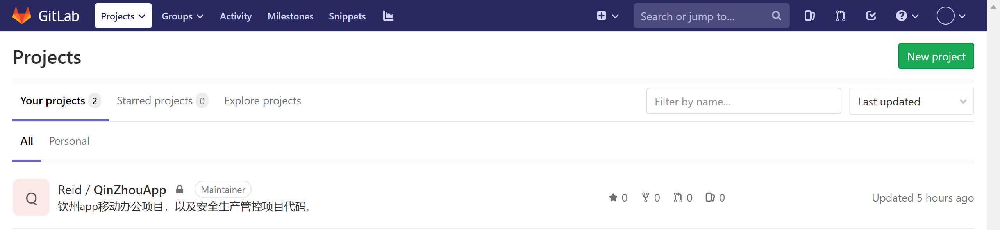 GitLab Projects Groups Activity Milestones Snippets Search or jump to...
Projects
New project
Your projects 2 Starred projects 0 Explore projects Filter by name... Last updated
All Personal
Q
Reid / QinZhouApp Maintainer
钦州app移动办公项目，以及安全生产管控项目代码。
0 0 0 0 Updated 5 hours ago